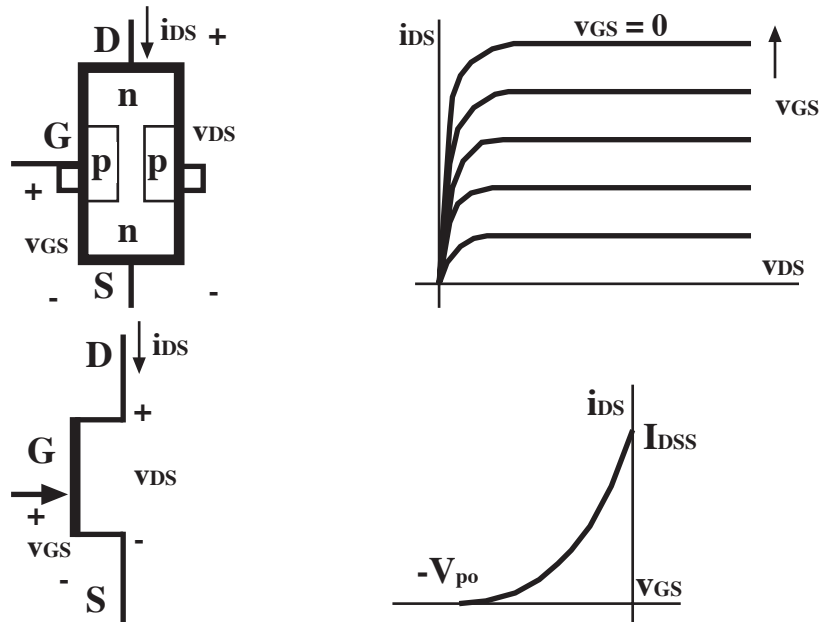 D iDS +
n
G vDS
p p
+
vGS n
S
- -
iDS vGS = 0
vGS
vDS
D iDS
+
G
vDS
+
vGS -
-
S
iDS
IDSS
-Vpo
vGS